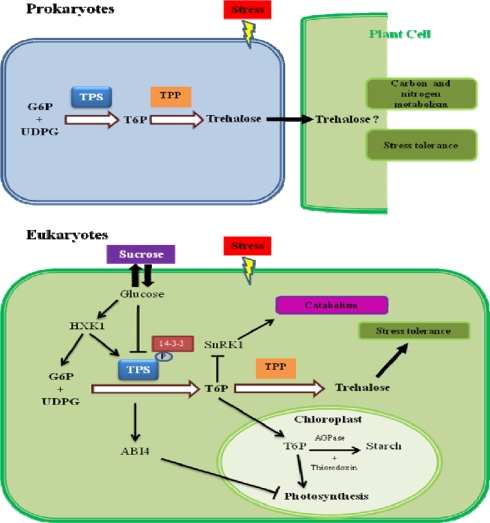 Prokaryotes
Stress
Plant Cell
Carbon and
nitrogen
metabolism
G6P
+
UDPG
TPS
T6P
TPP
Trehalose
Trehalose ?
Stress tolerance
Eukaryotes
Sucrose
Stress
Glucose
Catabolism
HXK1
14-3-3
P
SnRK1
Stress tolerance
G6P
+
UDPG
TPS
T6P
TPP
Trehalose
Chloroplast
ABI4
T6P
AGPase
+
Thioredoxin
Starch
Photosynthesis